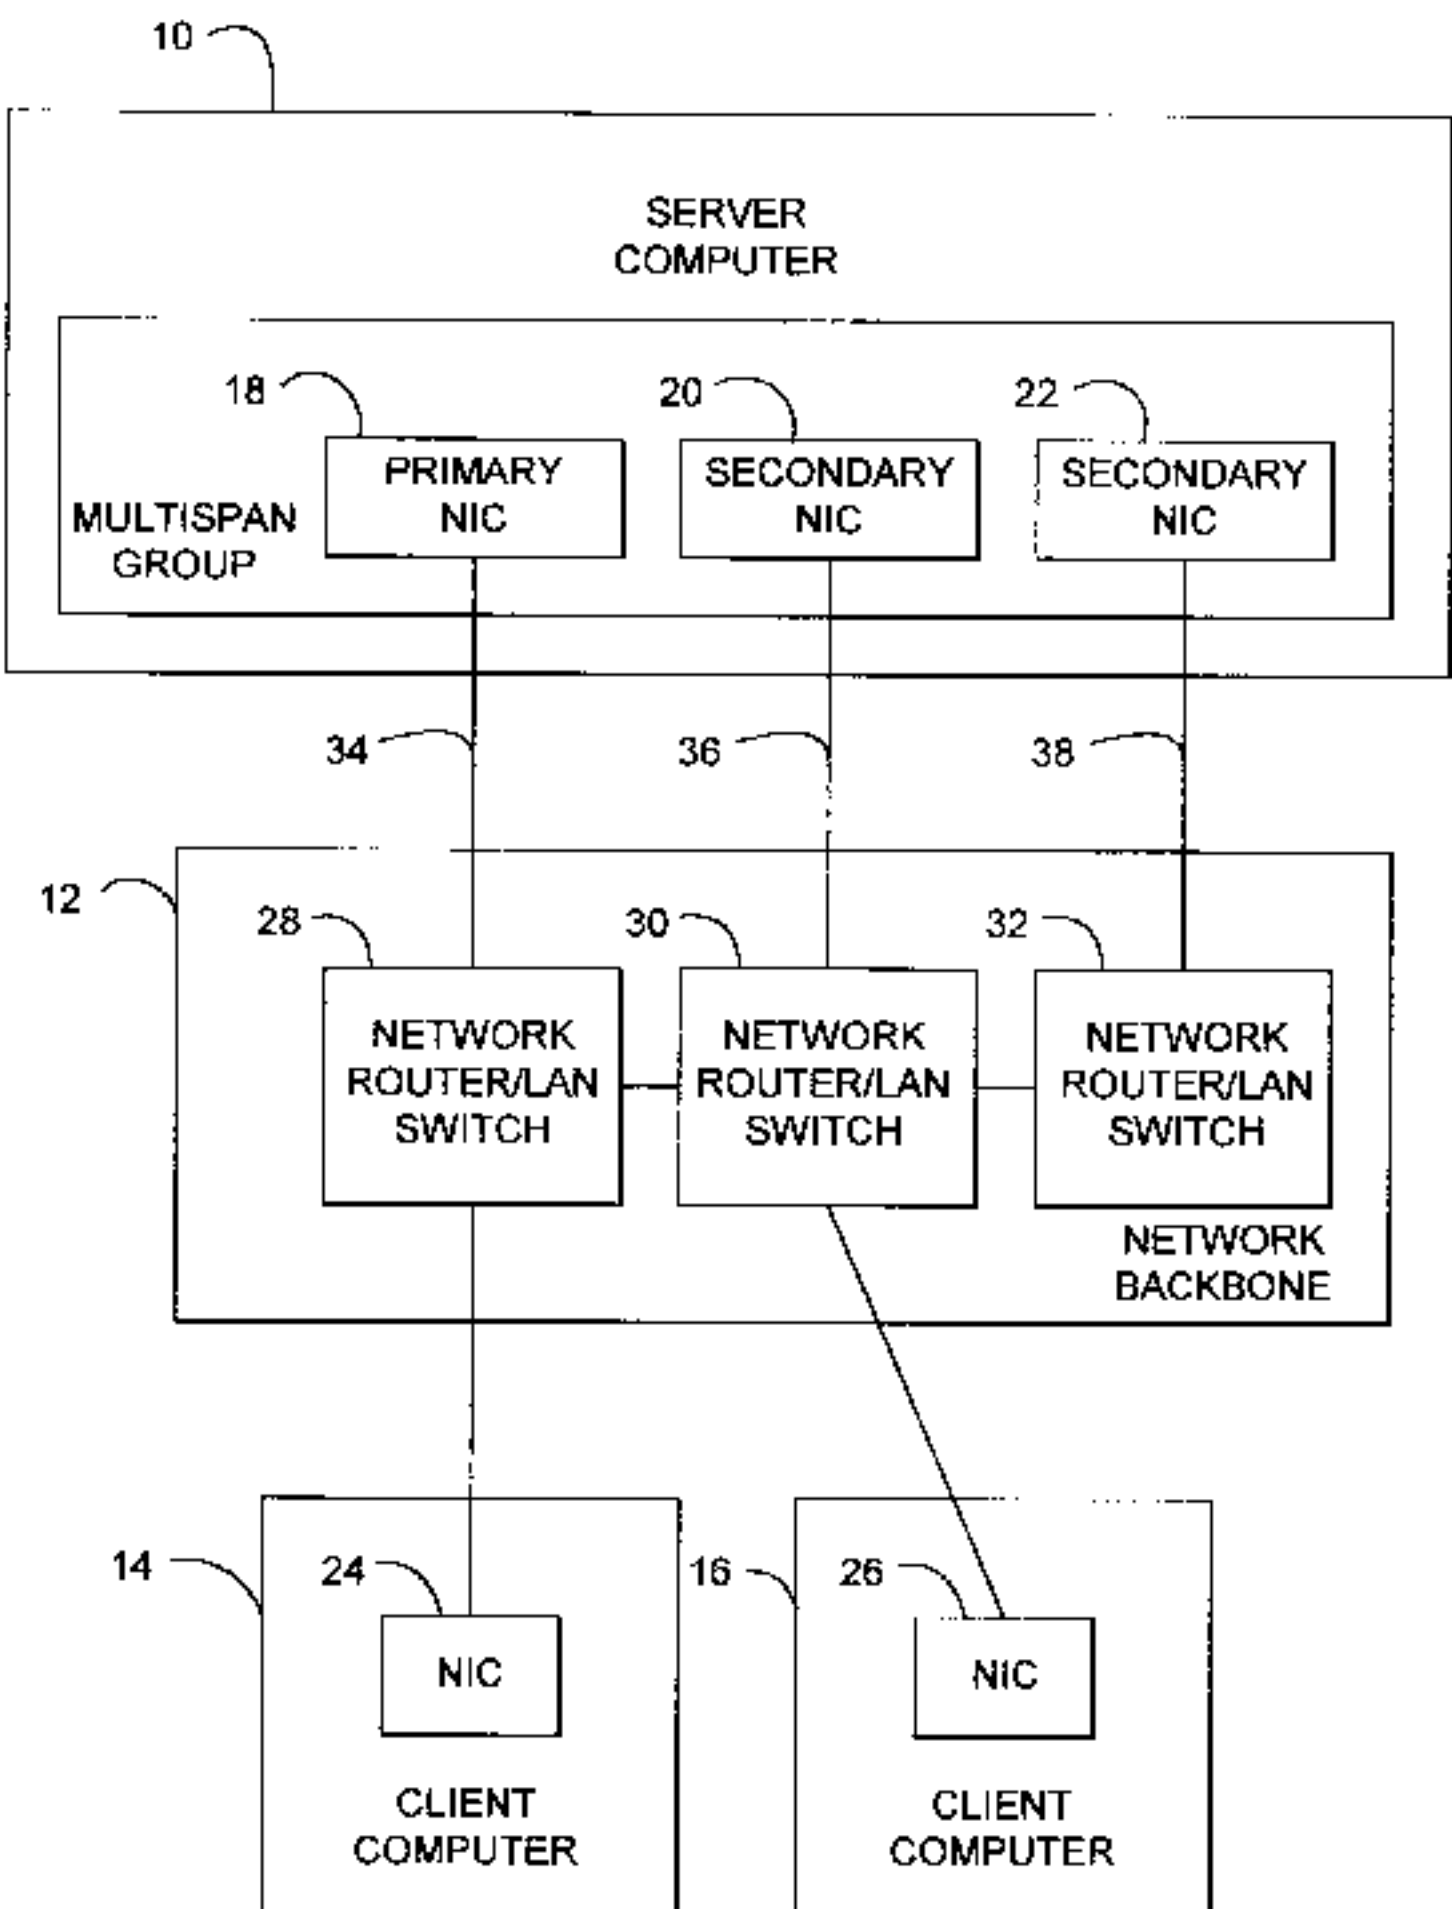 10
SERVER
COMPUTER
18
20
22
PRIMARY
NIC
SECONDARY
NIC
SECONDARY
NIC
MULTISPAN
GROUP
34
36
38
12
28
30
32
NETWORK
ROUTER/LAN
SWITCH
NETWORK
ROUTER/LAN
SWITCH
NETWORK
ROUTER/LAN
SWITCH
NETWORK
BACKBONE
14
24
16
26
NIC
NIC
CLIENT
COMPUTER
CLIENT
COMPUTER